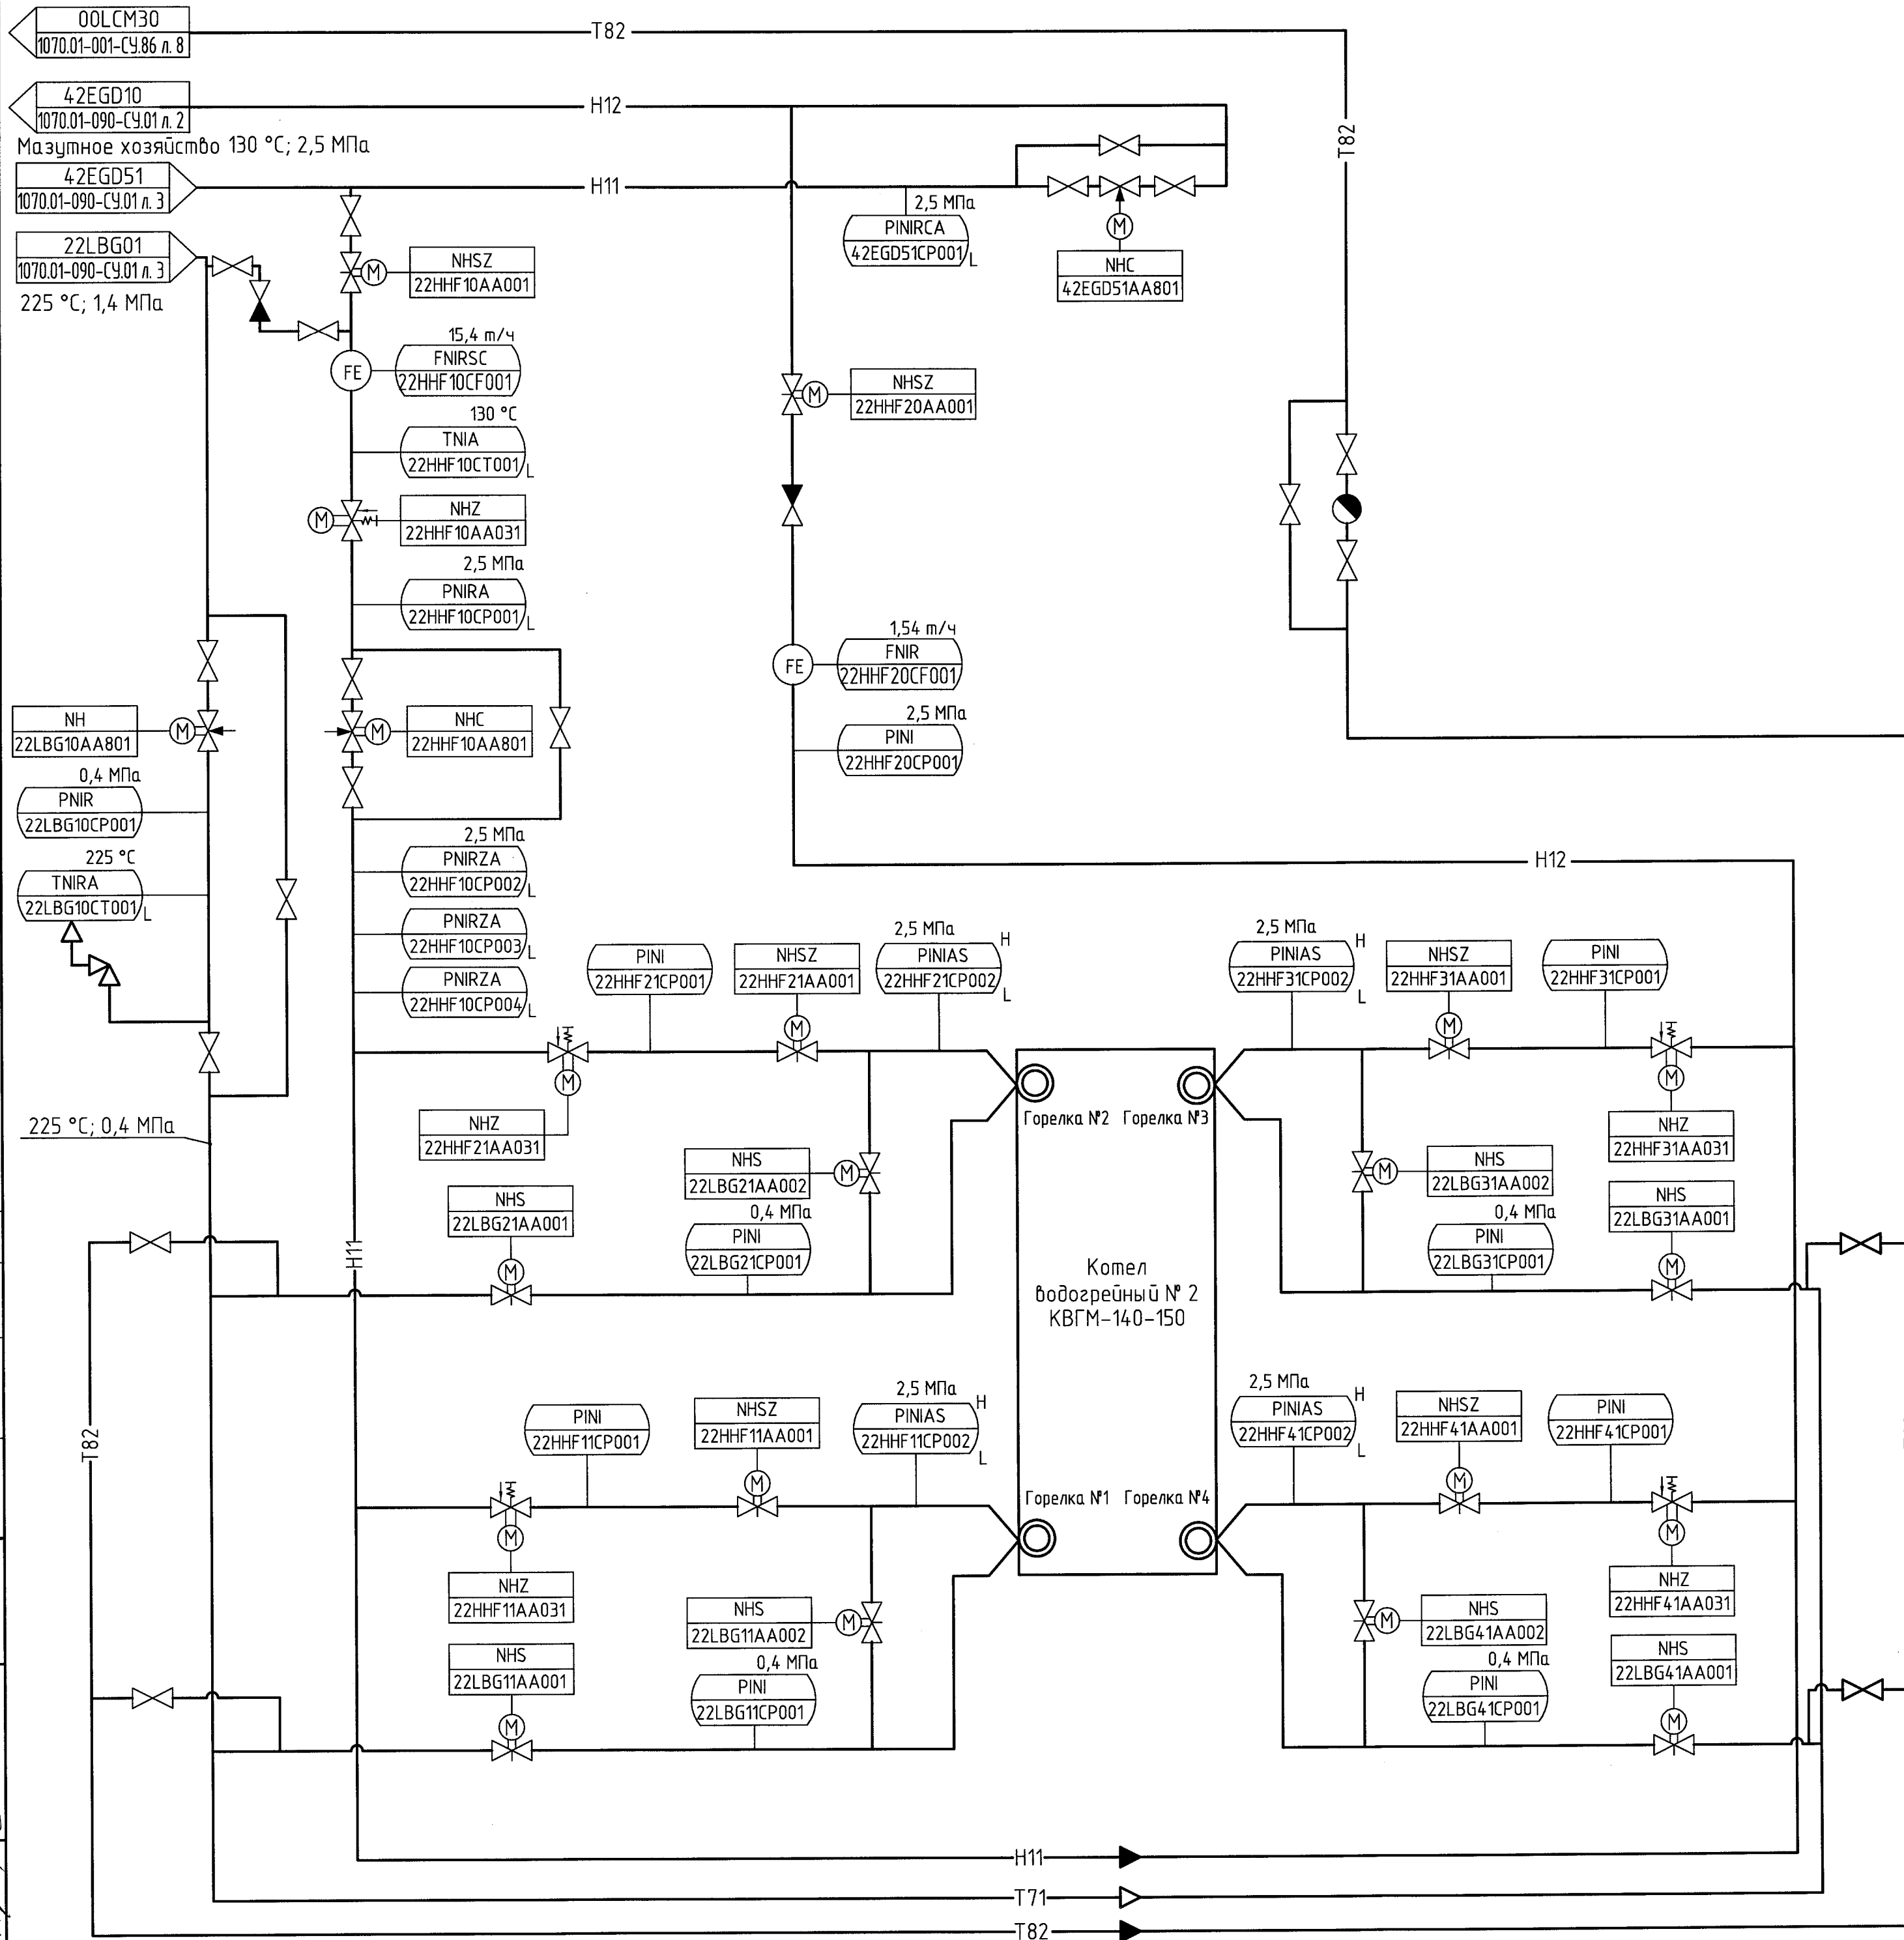 00LCM30
1070.01-001-СЧ.86 л. 8
T82
42EGD10
1070.01-090-СЧ.01 л. 2
H12
Мазутное хозяйство 130 °C; 2,5 МПа
T82
42EGD51
1070.01-090-СЧ.01 л. 3
H11
2,5 МПа
PINIRCA
42EGD51CP001
L
M
NHC
42EGD51AA801
22LBG01
1070.01-090-СЧ.01 л. 3
225 °C; 1,4 МПа
M
NHSZ
22HHF10AA001
15,4 т/ч
FE
FNIRSC
22HHF10CF001
M
NHSZ
22HHF20AA001
130 °C
TNIA
22HHF10CT001
L
M
NHZ
22HHF10AA031
2,5 МПа
PNIRA
22HHF10CP001
L
1,54 т/ч
FE
FNIR
22HHF20CF001
NH
22LBG10AA801
M
M
NHC
22HHF10AA801
2,5 МПа
PINI
22HHF20CP001
0,4 МПа
PNIR
22LBG10CP001
225 °C
TNIRA
22LBG10CT001
L
2,5 МПа
PNIRZA
22HHF10CP002
L
PNIRZA
22HHF10CP003
L
PNIRZA
22HHF10CP004
L
H12
PINI
22HHF21CP001
NHSZ
22HHF21AA001
M
2,5 МПа
PINIAS
22HHF21CP002
H
L
2,5 МПа
PINIAS
22HHF31CP002
H
L
NHSZ
22HHF31AA001
M
PINI
22HHF31CP001
M
NHZ
22HHF21AA031
Горелка №2
Горелка №3
M
NHZ
22HHF31AA031
225 °C; 0,4 МПа
NHS
22LBG21AA002
M
M
NHS
22LBG31AA002
NHS
22LBG21AA001
M
0,4 МПа
PINI
22LBG21CP001
0,4 МПа
PINI
22LBG31CP001
NHS
22LBG31AA001
M
H11
Котел
водогрейный № 2
КВГМ-140-150
T82
PINI
22HHF11CP001
NHSZ
22HHF11AA001
M
2,5 МПа
PINIAS
22HHF11CP002
H
L
2,5 МПа
PINIAS
22HHF41CP002
H
L
NHSZ
22HHF41AA001
M
PINI
22HHF41CP001
Горелка №1
Горелка №4
M
NHZ
22HHF11AA031
M
NHZ
22HHF41AA031
NHS
22LBG11AA002
M
M
NHS
22LBG41AA002
NHS
22LBG11AA001
M
0,4 МПа
PINI
22LBG11CP001
0,4 МПа
PINI
22LBG41CP001
NHS
22LBG41AA001
M
H11
T71
T82